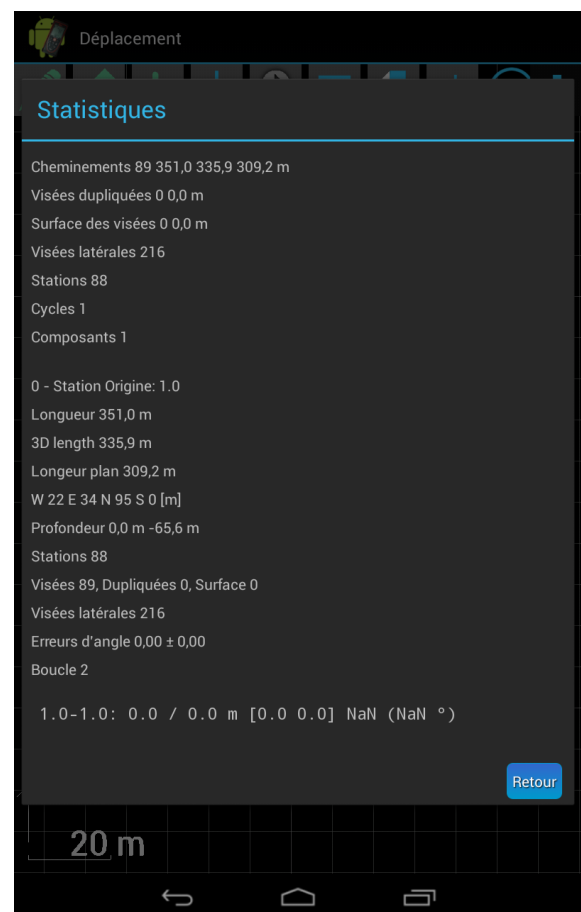 Déplacement
Statistiques
Cheminements 89 351,0 335,9 309,2 m
Visées dupliquées 0 0,0 m
Surface des visées 0 0,0 m
Visées latérales 216
Stations 88
Cycles 1
Composants 1
0 - Station Origine: 1.0
Longueur 351,0 m
3D length 335,9 m
Longeur plan 309,2 m
W 22 E 34 N 95 S 0 [m]
Profondeur 0,0 m -65,6 m
Stations 88
Visées 89, Dupliquées 0, Surface 0
Visées latérales 216
Erreurs d'angle 0,00 ± 0,00
Boucle 2
1.0-1.0: 0.0 / 0.0 m [0.0 0.0] NaN (NaN °)
Retour
20 m